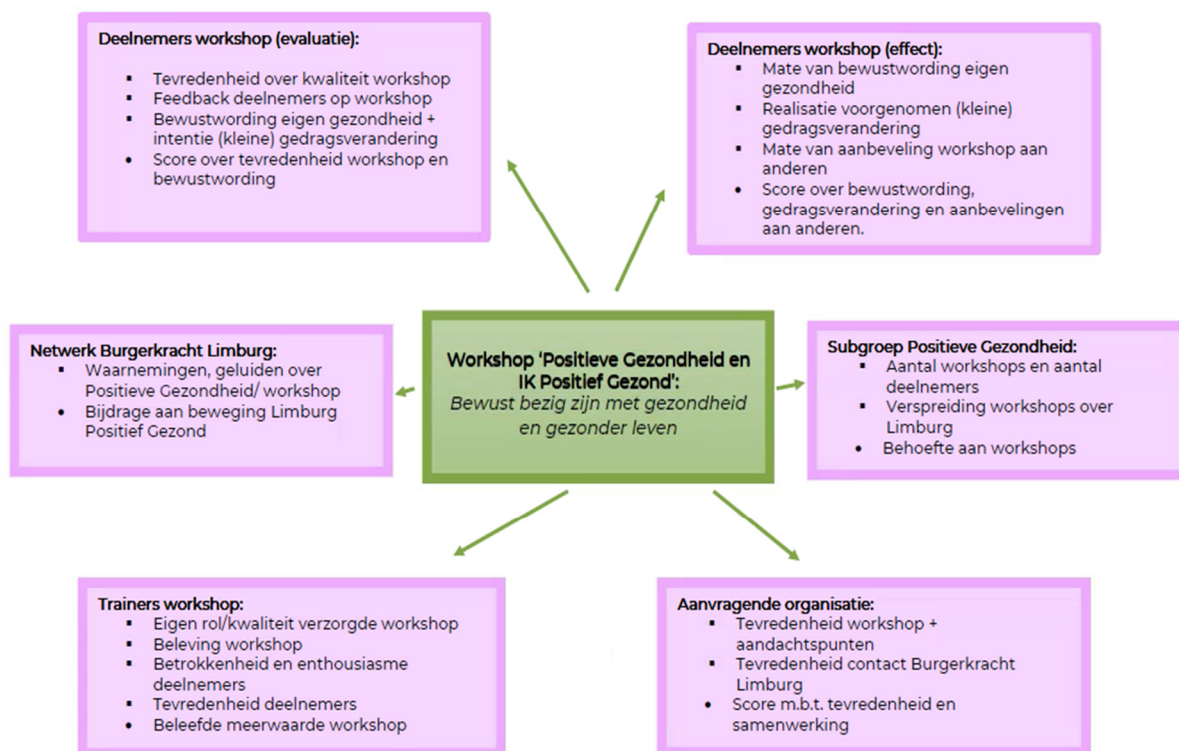 Deelnemers workshop (evaluatie):
▪ Tevredenheid over kwaliteit workshop
▪ Feedback deelnemers op workshop
▪ Bewustwording eigen gezondheid +
intentie (kleine) gedragsverandering
• Score over tevredenheid workshop en
bewustwording
Deelnemers workshop (effect):
▪ Mate van bewustwording eigen
gezondheid
▪ Realisatie voorgenomen (kleine)
gedragsverandering
▪ Mate van aanbeveling workshop aan
anderen
• Score over bewustwording,
gedragsverandering en aanbevelingen
aan anderen.
Netwerk Burgerkracht Limburg:
▪ Waarnemingen, geluiden over
Positieve Gezondheid/ workshop
• Bijdrage aan beweging Limburg
Positief Gezond
Workshop ‘Positieve Gezondheid en
IK Positief Gezond’:
Bewust bezig zijn met gezondheid
en gezonder leven
Subgroep Positieve Gezondheid:
▪ Aantal workshops en aantal
deelnemers
▪ Verspreiding workshops over
Limburg
• Behoefte aan workshops
Trainers workshop:
▪ Eigen rol/kwaliteit verzorgde workshop
▪ Beleving workshop
▪ Betrokkenheid en enthousiasme
deelnemers
▪ Tevredenheid deelnemers
• Beleefde meerwaarde workshop
Aanvragende organisatie:
▪ Tevredenheid workshop +
aandachtspunten
▪ Tevredenheid contact Burgerkracht
Limburg
• Score m.b.t. tevredenheid en
samenwerking